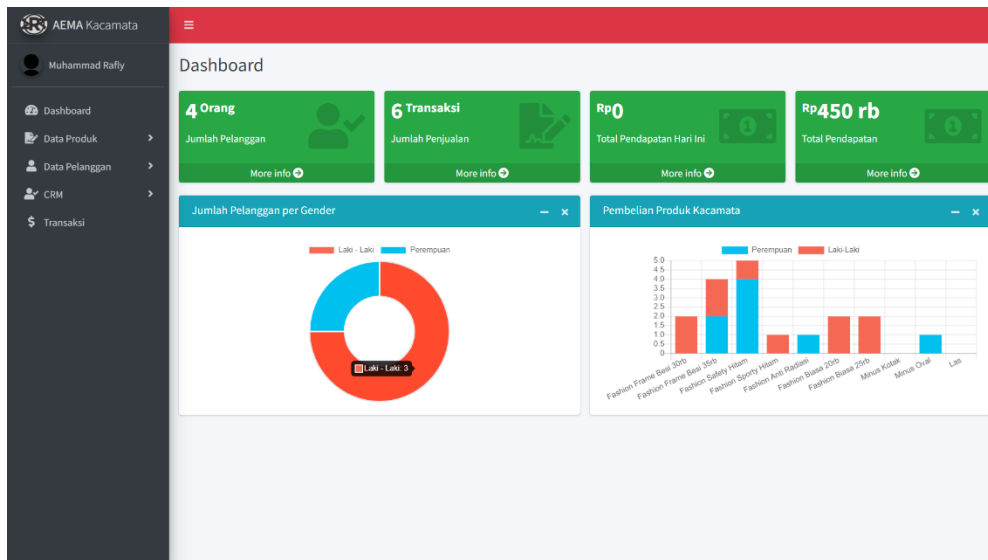 AEMA Kacamata
Muhammad Rafly
Dashboard
Data Produk
Data Pelanggan
CRM
Transaksi
Dashboard
4 Orang
Jumlah Pelanggan
More info
6 Transaksi
Jumlah Penjualan
More info
Rp0
Total Pendapatan Hari Ini
More info
Rp450 rb
Total Pendapatan
More info
Jumlah Pelanggan per Gender
Laki - Laki Perempuan
Laki - Laki: 3
Pembelian Produk Kacamata
Perempuan Laki-Laki
5.0
4.5
4.0
3.5
3.0
2.5
2.0
1.5
1.0
0.5
0
Fashion Frame Besi 30rb
Fashion Frame Besi 35rb
Fashion Safety Hitam
Fashion Sporty Hitam
Fashion Anti Radiasi
Fashion Biasa 20rb
Fashion Biasa 25rb
Minus Kotak
Minus Oval
Las